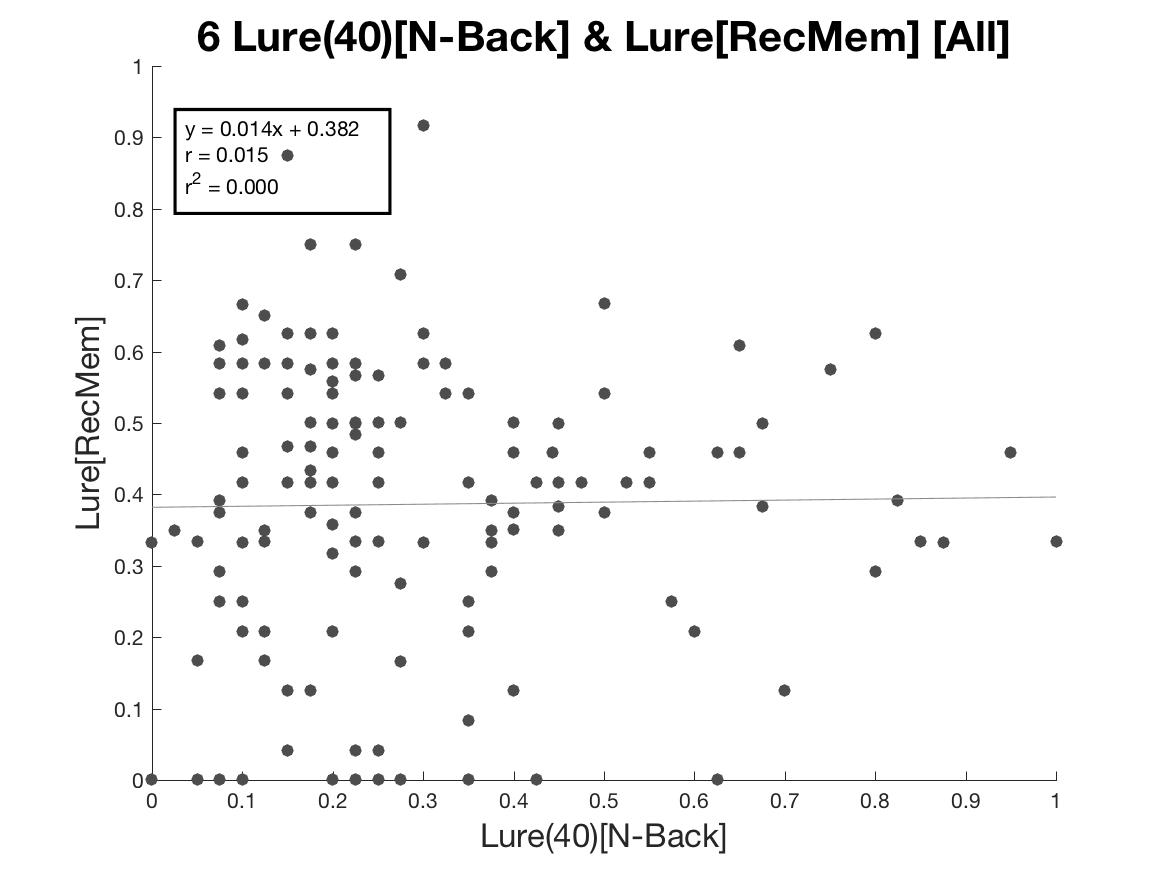 6 Lure(40)[N-Back] & Lure[RecMem] [All]
1
y = 0.014x + 0.382
0.9
r = 0.015
r2 = 0.000
0.8
0.7
0.6
0.5
0.4
0.3
0.2
0.1
0
Lure[RecMem]
0 0.1 0.2 0.3 0.4 0.5 0.6 0.7 0.8 0.9 1
Lure(40)[N-Back]